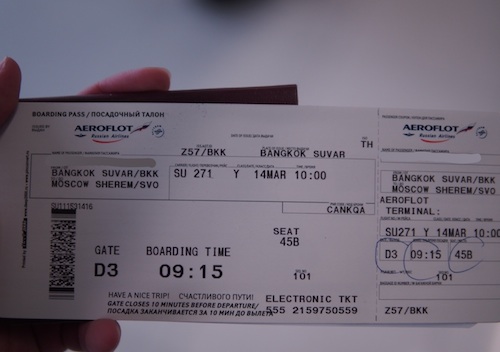 BOARDING PASS / ПОСАДОЧНЫЙ ТАЛОН
AEROFLOT
Russian Airlines
Z57/BKK
BANGKOK SUVAR
TH
BANGKOK SUVAR/BKK
MOSCOW SHEREM/SVO
SU 271 Y 14MAR 10:00
CANKQA
GATE
D3
BOARDING TIME
09:15
SEAT
45B
101
HAVE A NICE TRIP! СЧАСТЛИВОГО ПУТИ!
GATE CLOSES 10 MINUTES BEFORE DEPARTURE/
ПОСАДКА ЗАКАНЧИВАЕТСЯ ЗА 10 МИН ДО ВЫЛЕТА
ELECTRONIC TKT
555 2159750559
AEROFLOT
Russian Airlines
BANGKOK SUVAR/BKK
MOSCOW SHEREM/SVO
AEROFLOT
TERMINAL:
SU271 Y 14MAR 10:00
D3 09:15 45B
101
Z57/BKK